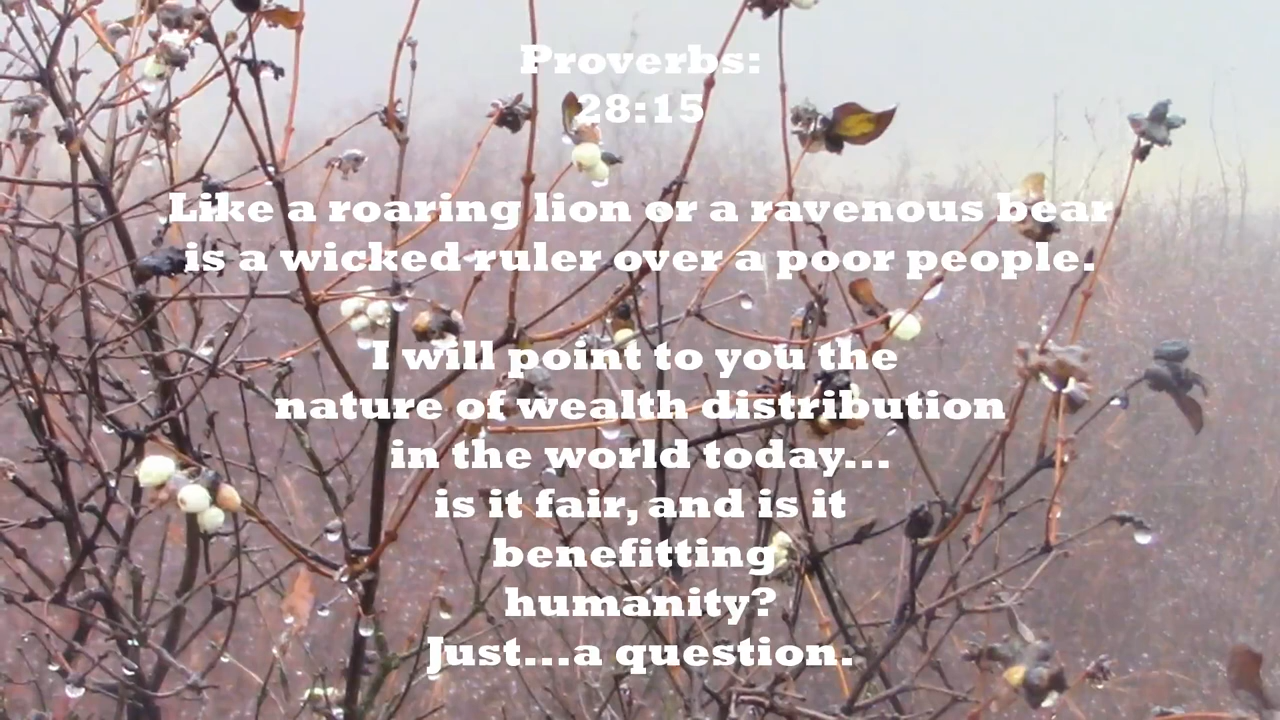 Proverbs:
28:15
Like a roaring lion or a ravenous bear
is a wicked ruler over a poor people.
I will point to you the
nature of wealth distribution
in the world today...
is it fair, and is it
benefitting
humanity?
Just...a question.